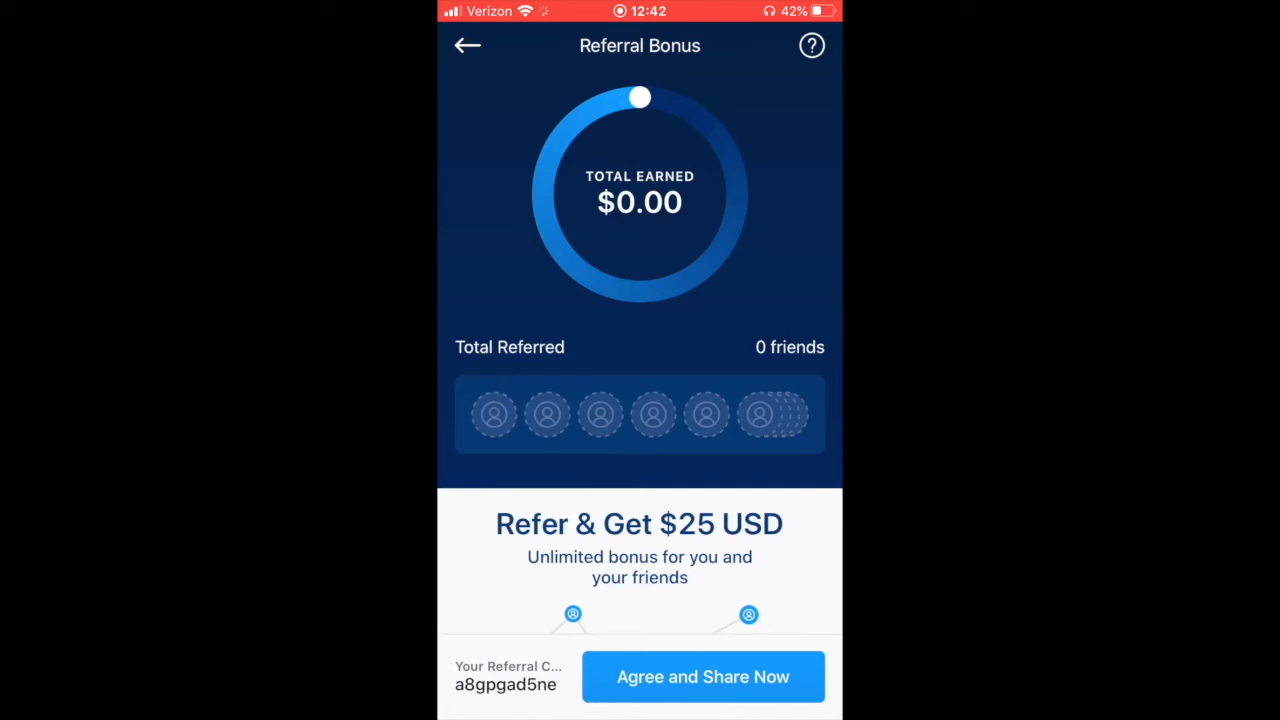 Verizon 12:42 42%
Referral Bonus
TOTAL EARNED
$0.00
Total Referred 0 friends
Refer & Get $25 USD
Unlimited bonus for you and
your friends
Your Referral C...
a8gpgad5ne
Agree and Share Now